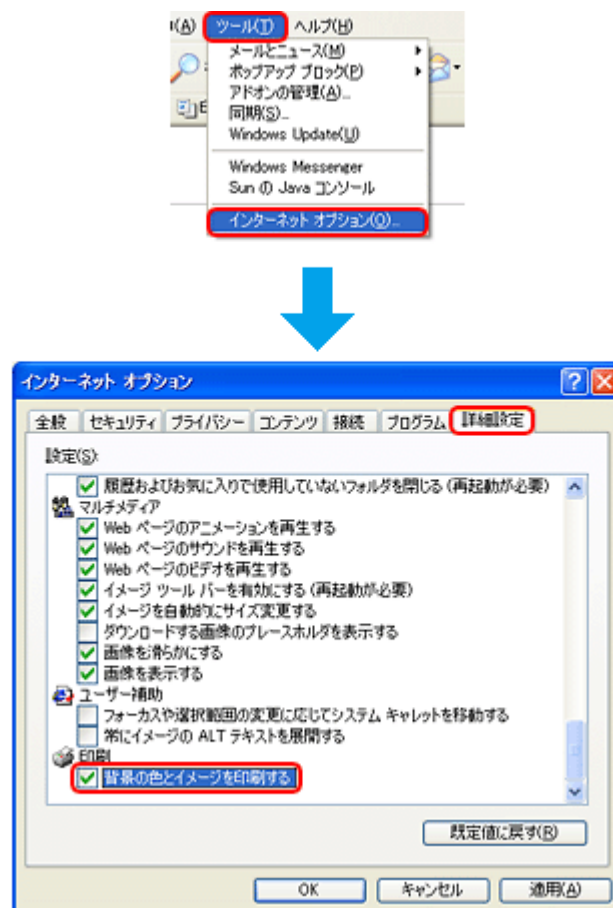 (A) ツール(T) ヘルプ(H)
メールとニュース(M)
ポップアップ ブロック(P)
アドオンの管理(A)...
同期(S)...
Windows Update(U)
Windows Messenger
Sun の Java コンソール
インターネット オプション(O)...
インターネット オプション
全般 セキュリティ プライバシー コンテンツ 接続 プログラム 詳細設定
設定(S):
履歴およびお気に入りで使用していないフォルダを閉じる (再起動が必要)
マルチメディア
Web ページのアニメーションを再生する
Web ページのサウンドを再生する
Web ページのビデオを再生する
イメージ ツール バーを有効にする (再起動が必要)
イメージを自動的にサイズ変更する
ダウンロードする画像のプレースホルダを表示する
画像を滑らかにする
画像を表示する
ユーザー補助
フォーカスや選択範囲の変更に応じてシステム キャレットを移動する
常にイメージの ALT テキストを展開する
印刷
背景の色とイメージを印刷する
既定値に戻す(R)
OK キャンセル 適用(A)